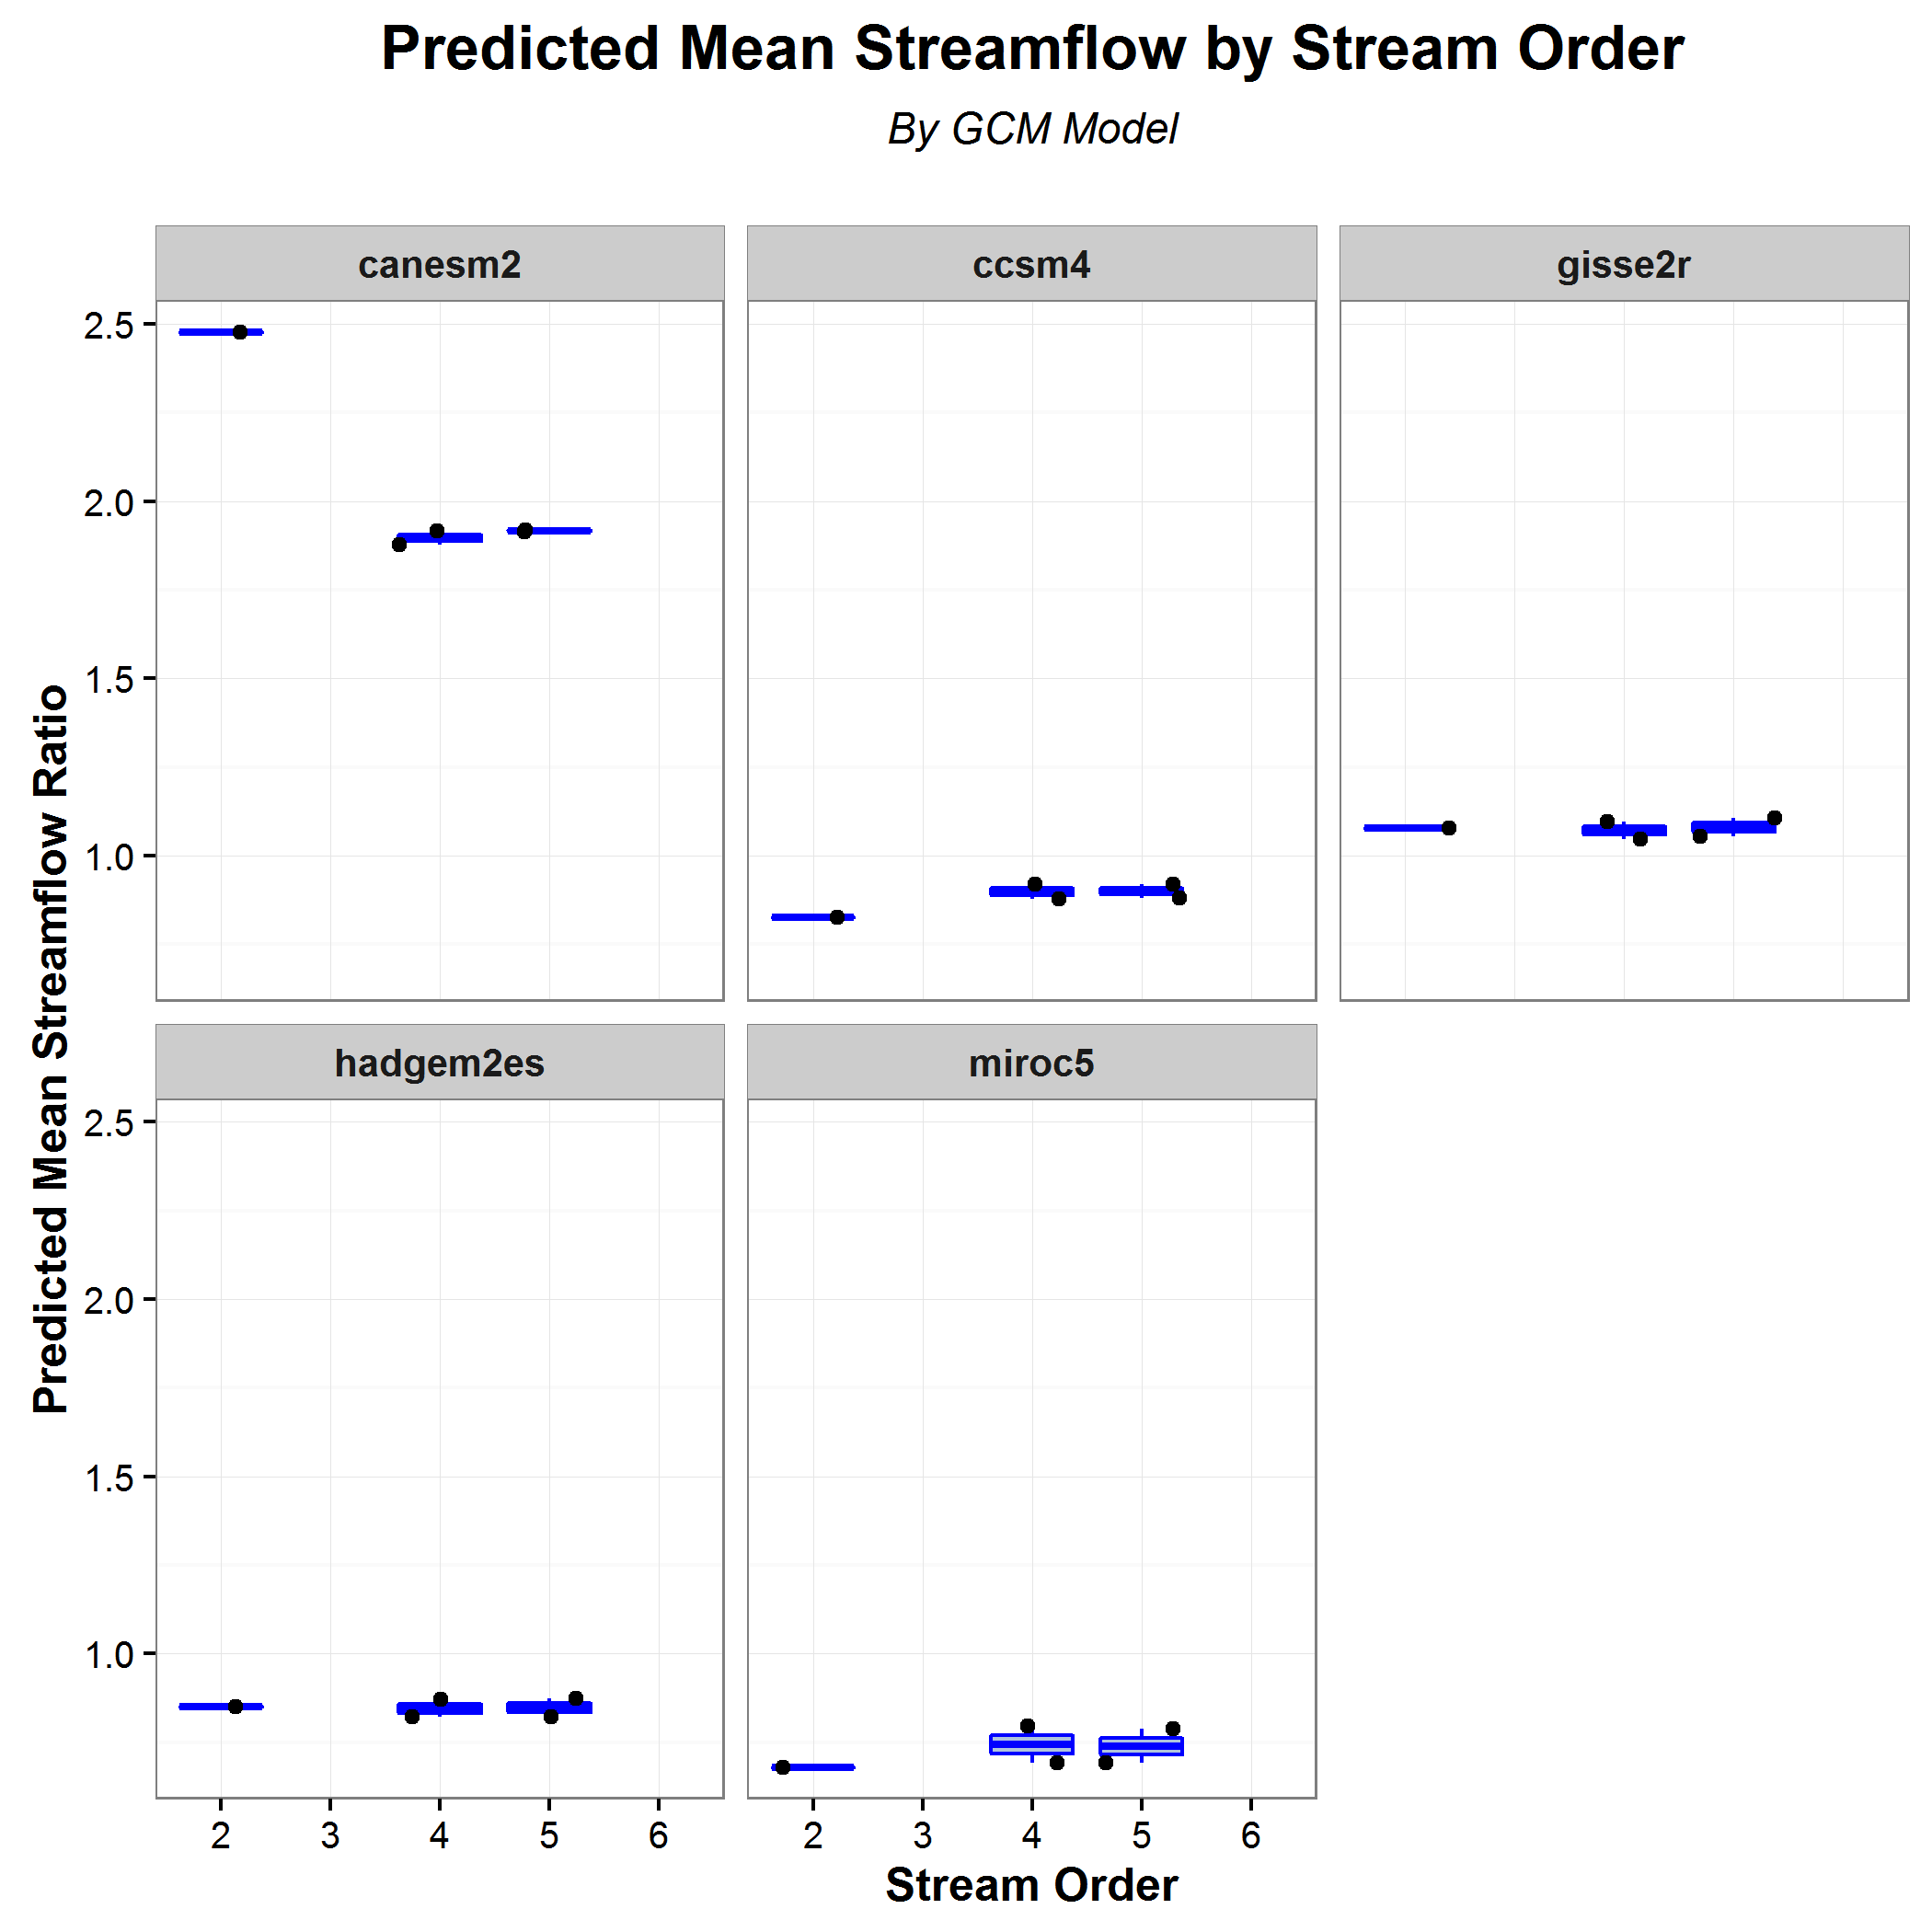 Predicted Mean Streamflow by Stream Order
By GCM Model
canesm2
ccsm4
gisse2r
2.5
2.0
1.5
1.0
hadgem2es
miroc5
2.5
2.0
1.5
1.0
Predicted Mean Streamflow Ratio
2 3 4 5 6
2 3 4 5 6
Stream Order